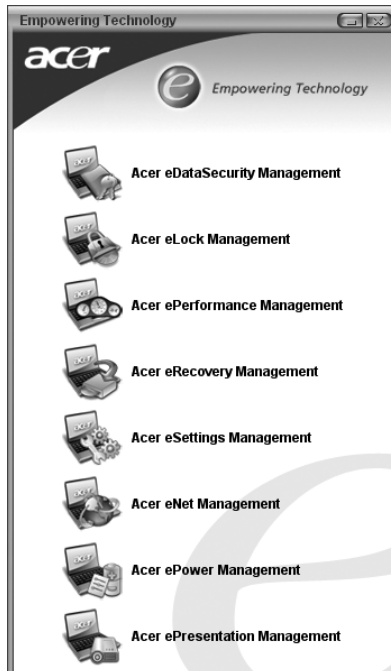 Empowering Technology
acer
e Empowering Technology
Acer eDataSecurity Management
Acer eLock Management
Acer ePerformance Management
Acer eRecovery Management
Acer eSettings Management
Acer eNet Management
Acer ePower Management
Acer ePresentation Management